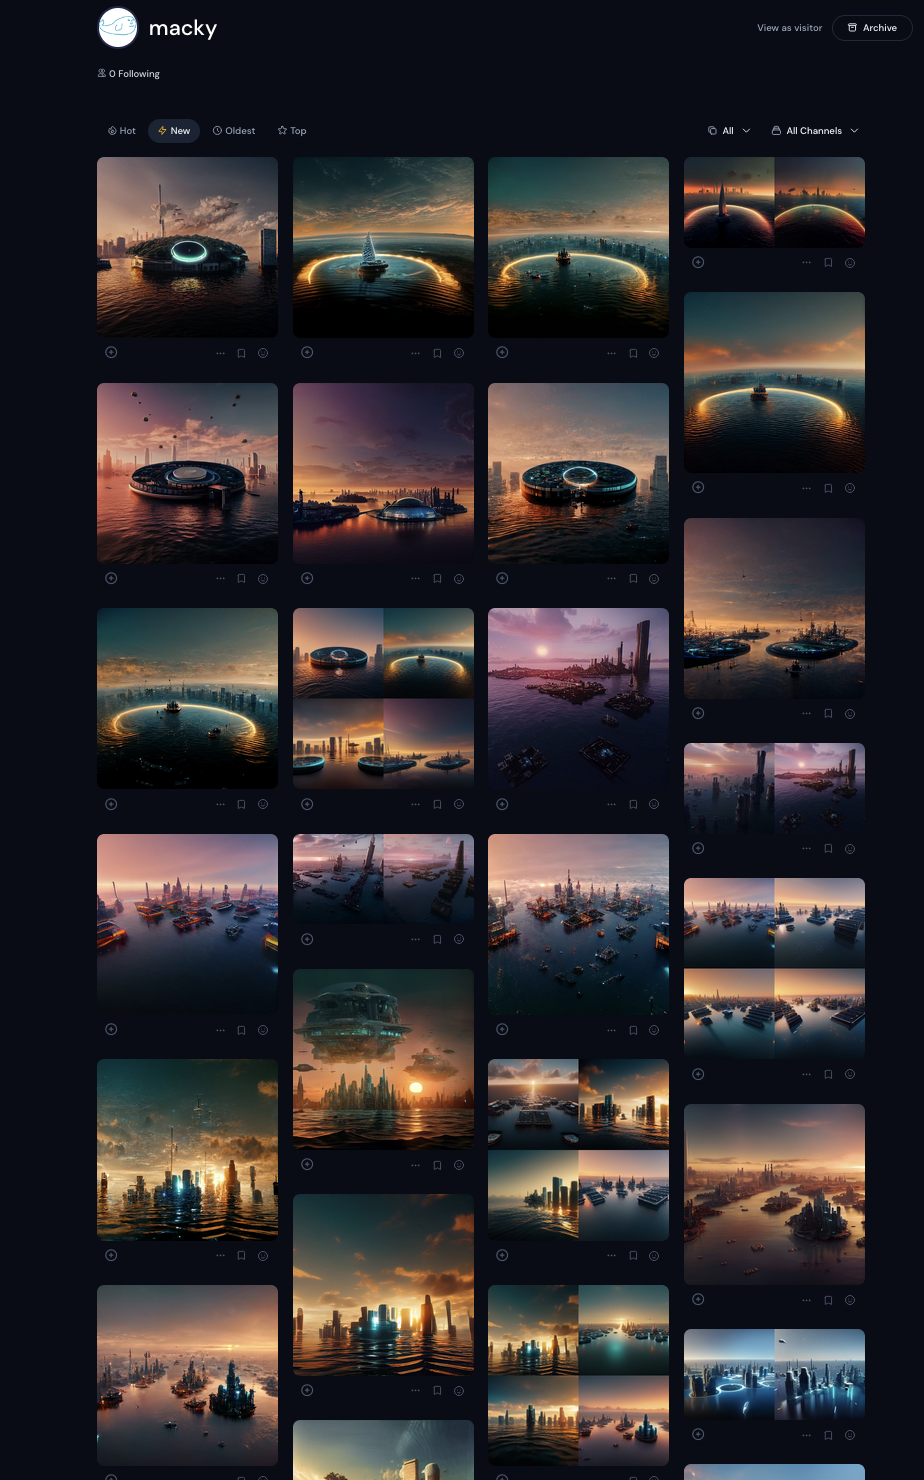 macky
View as visitor
Archive
0 Following
Hot
New
Oldest
Top
All
All Channels